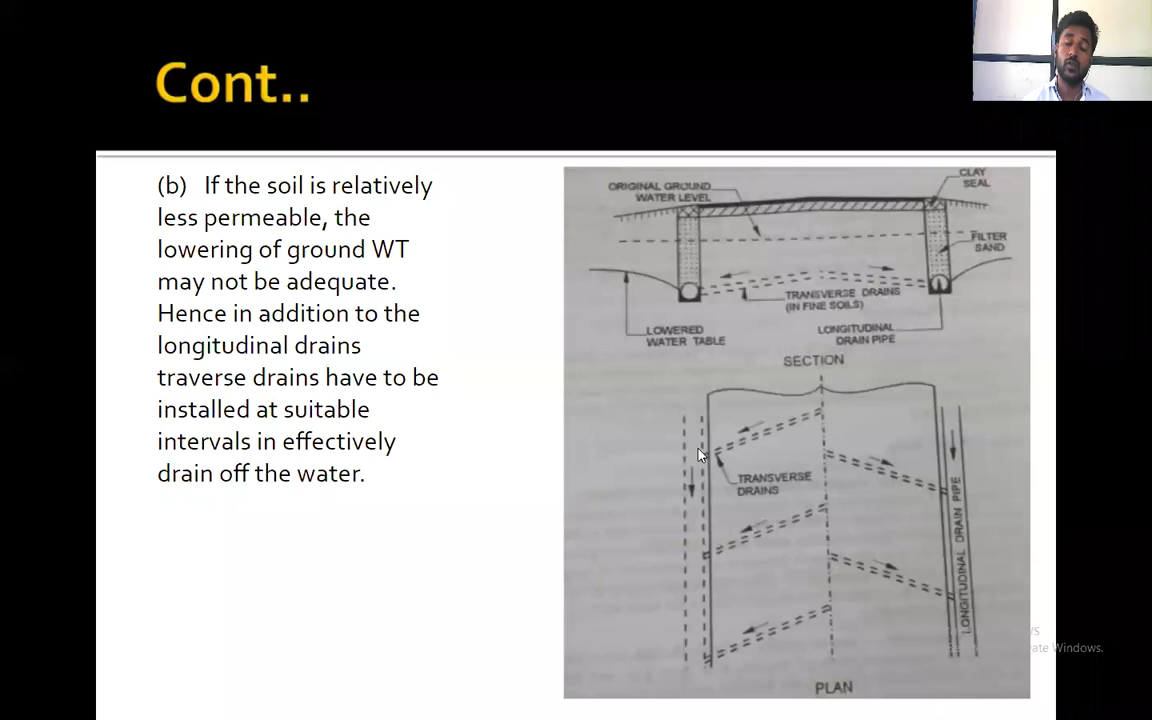 Cont..
(b) If the soil is relatively
less permeable, the
lowering of ground WT
may not be adequate.
Hence in addition to the
longitudinal drains
traverse drains have to be
installed at suitable
intervals in effectively
drain off the water.
ORIGINAL GROUND
WATER LEVEL
CLAY
SEAL
FILTER
SAND
TRANSVERSE DRAINS
(IN FINE SOILS)
LOWERED
WATER TABLE
LONGITUDINAL
DRAIN PIPE
SECTION
TRANSVERSE
DRAINS
LONGITUDINAL DRAIN PIPE
PLAN
Windows.